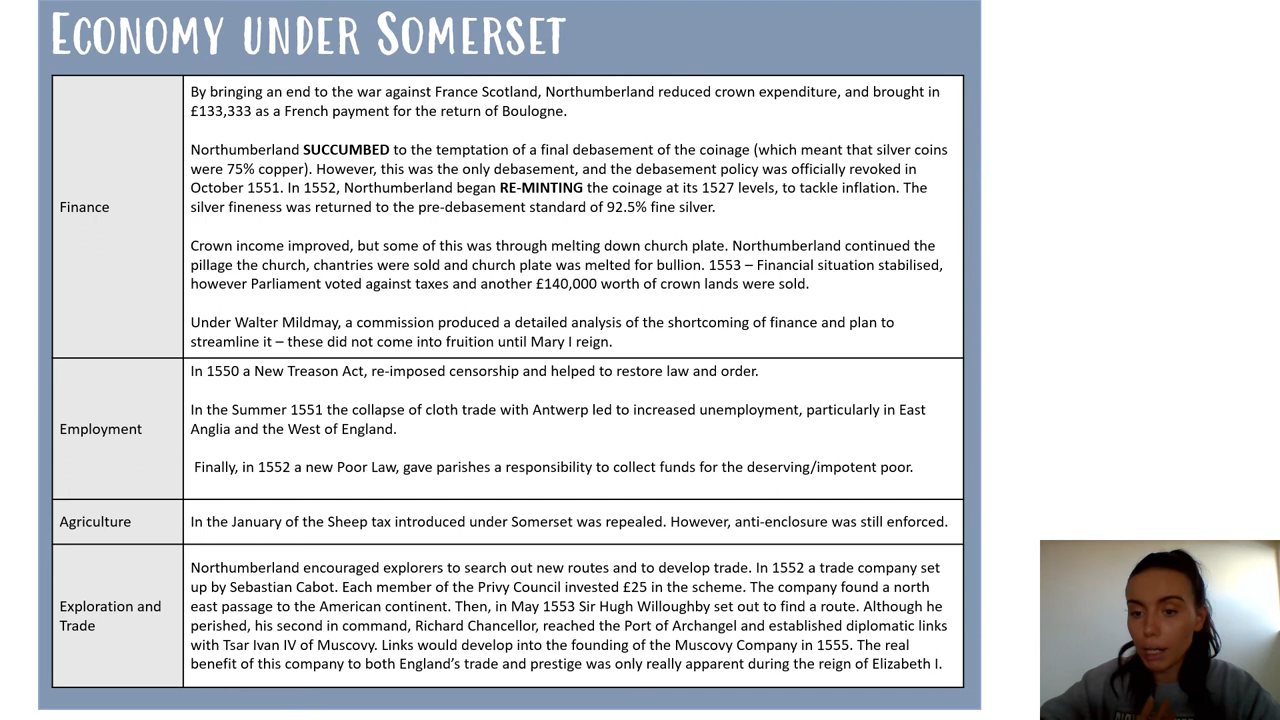 ECONOMY UNDER SOMERSET
Finance
By bringing an end to the war against France Scotland, Northumberland reduced crown expenditure, and brought in
£133,333 as a French payment for the return of Boulogne.
Northumberland SUCCUMBED to the temptation of a final debasement of the coinage (which meant that silver coins
were 75% copper). However, this was the only debasement, and the debasement policy was officially revoked in
October 1551. In 1552, Northumberland began RE-MINTING the coinage at its 1527 levels, to tackle inflation. The
silver fineness was returned to the pre-debasement standard of 92.5% fine silver.
Crown income improved, but some of this was through melting down church plate. Northumberland continued the
pillage the church, chantries were sold and church plate was melted for bullion. 1553 – Financial situation stabilised,
however Parliament voted against taxes and another £140,000 worth of crown lands were sold.
Under Walter Mildmay, a commission produced a detailed analysis of the shortcoming of finance and plan to
streamline it – these did not come into fruition until Mary I reign.
Employment
In 1550 a New Treason Act, re-imposed censorship and helped to restore law and order.
In the Summer 1551 the collapse of cloth trade with Antwerp led to increased unemployment, particularly in East
Anglia and the West of England.
Finally, in 1552 a new Poor Law, gave parishes a responsibility to collect funds for the deserving/impotent poor.
Agriculture
In the January of the Sheep tax introduced under Somerset was repealed. However, anti-enclosure was still enforced.
Exploration and
Trade
Northumberland encouraged explorers to search out new routes and to develop trade. In 1552 a trade company set
up by Sebastian Cabot. Each member of the Privy Council invested £25 in the scheme. The company found a north
east passage to the American continent. Then, in May 1553 Sir Hugh Willoughby set out to find a route. Although he
perished, his second in command, Richard Chancellor, reached the Port of Archangel and established diplomatic links
with Tsar Ivan IV of Muscovy. Links would develop into the founding of the Muscovy Company in 1555. The real
benefit of this company to both England’s trade and prestige was only really apparent during the reign of Elizabeth I.